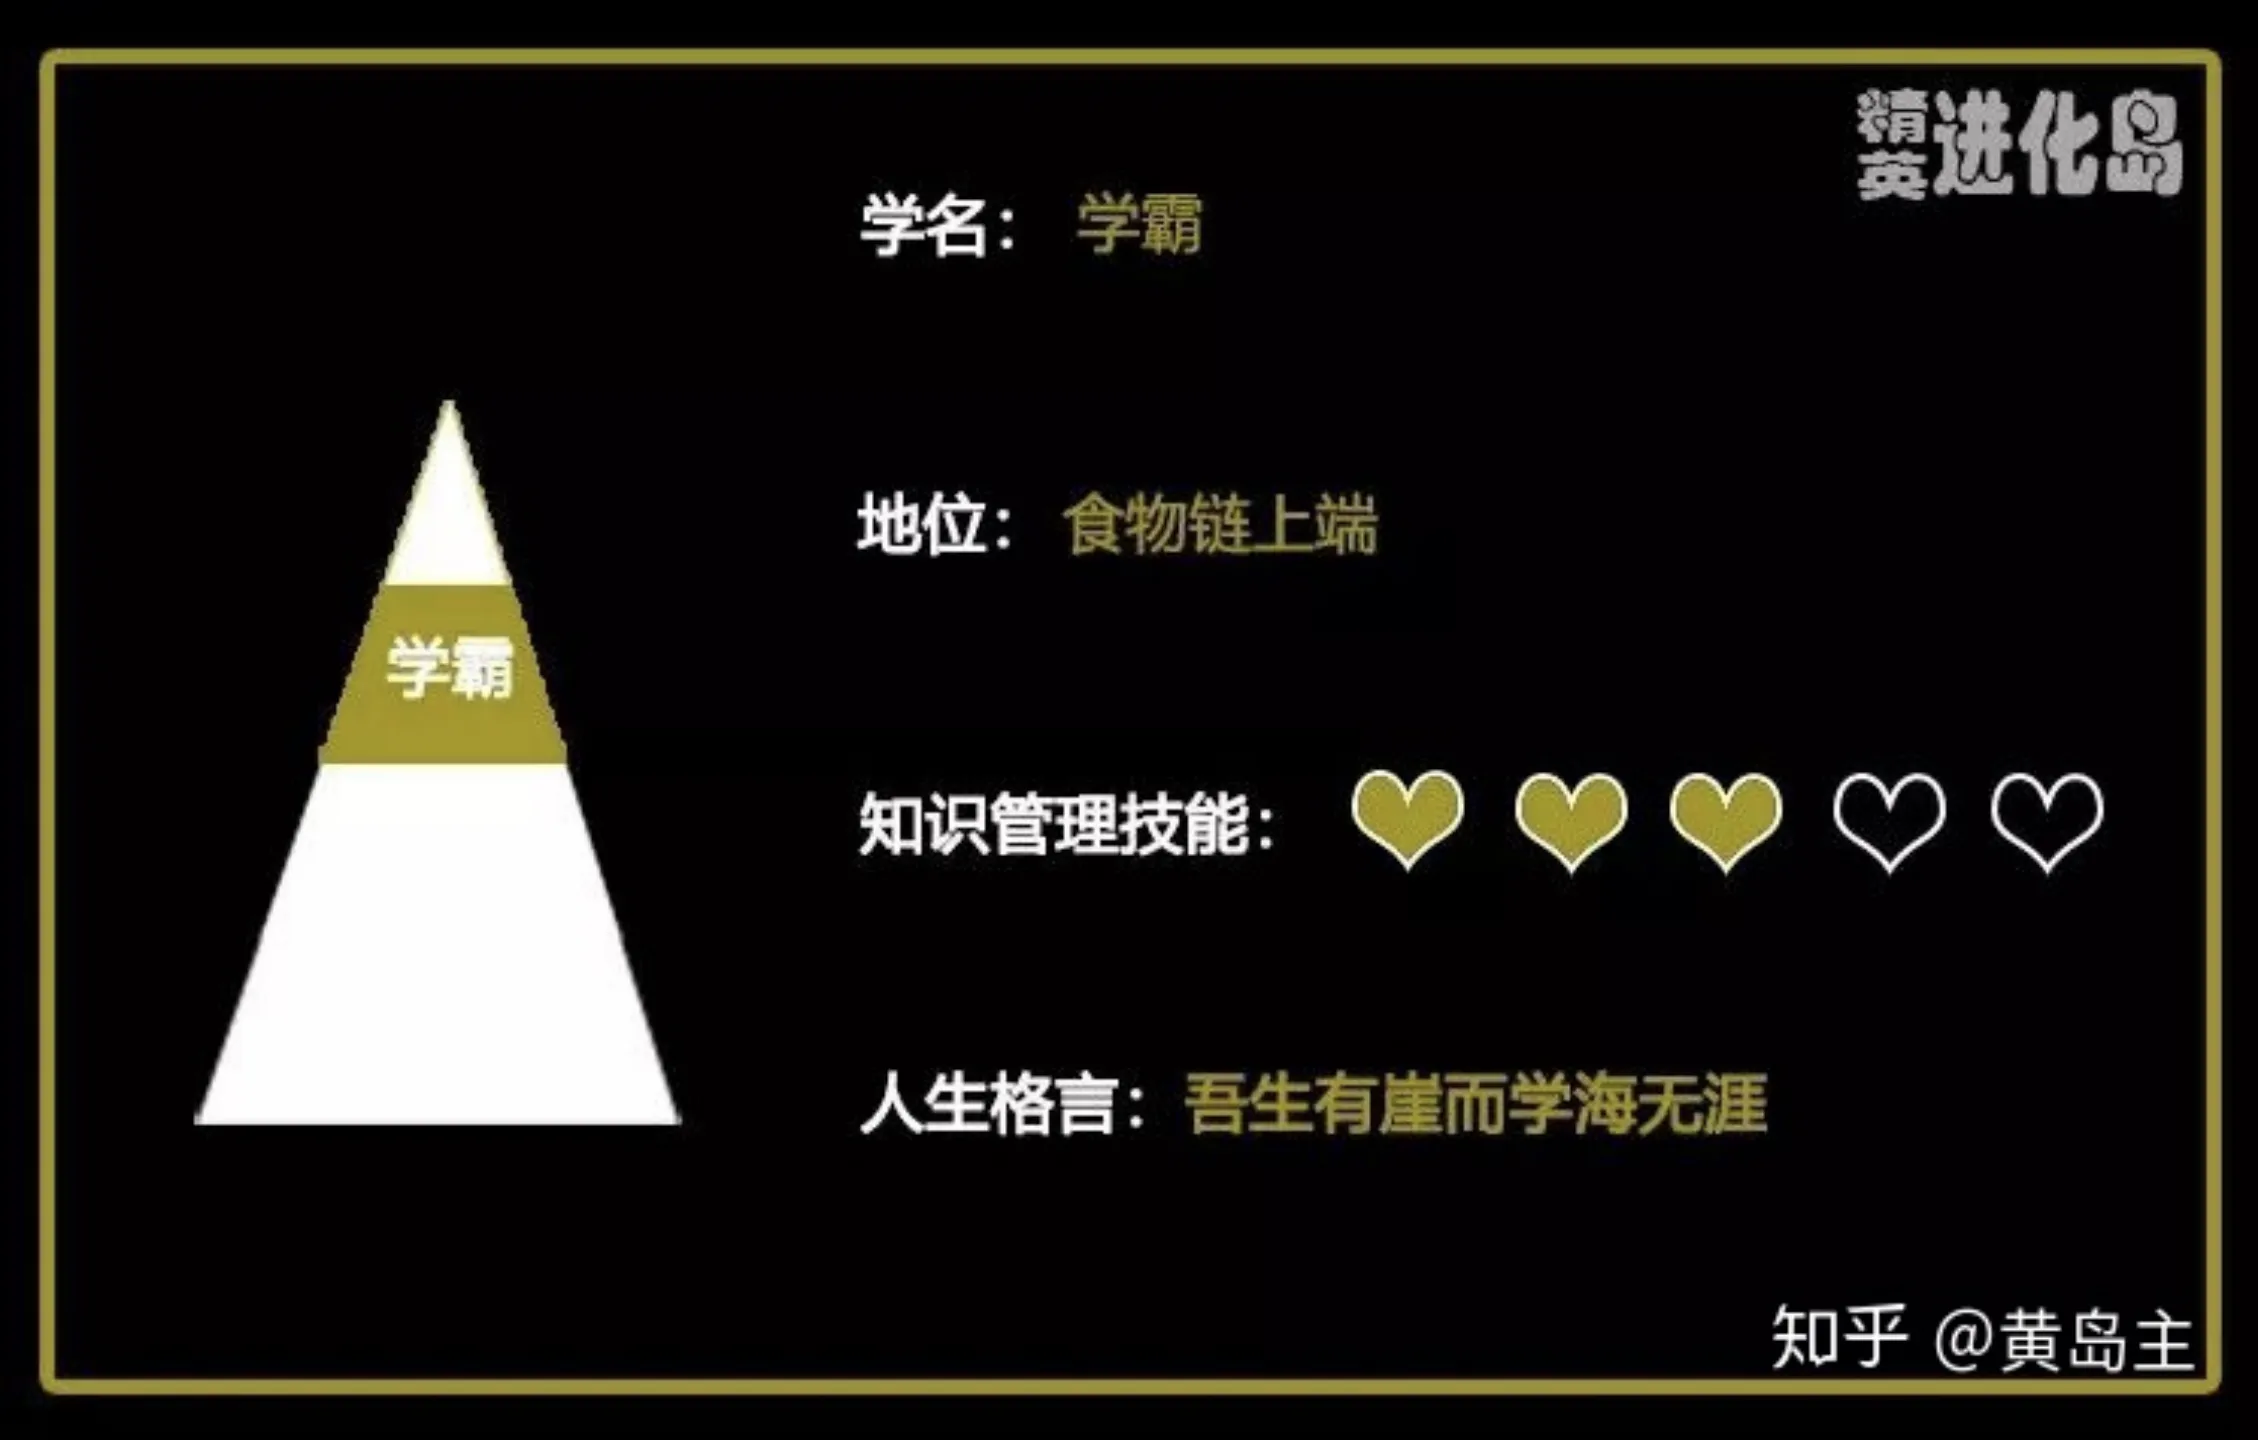 精英进化岛
学名： 学霸
地位： 食物链上端
学霸
知识管理技能：
人生格言：吾生有崖而学海无涯
知乎 @黄岛主